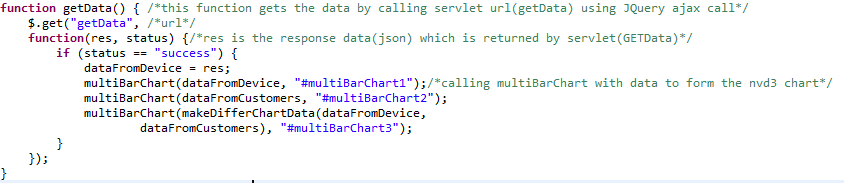 function getData() { /*this function gets the data by calling servlet url(getData) using JQuery ajax call*/
    $.get("getData", /*url*/
    function(res, status) {/*res is the response data(json) which is returned by servlet(GETData)*/
        if (status == "success") {
            dataFromDevice = res;
            multiBarChart(dataFromDevice, "#multiBarChart1");/*calling multiBarChart with data to form the nvd3 chart*/
            multiBarChart(dataFromCustomers, "#multiBarChart2");
            multiBarChart(makeDifferChartData(dataFromDevice,
                    dataFromCustomers), "#multiBarChart3");
        }
    });
}